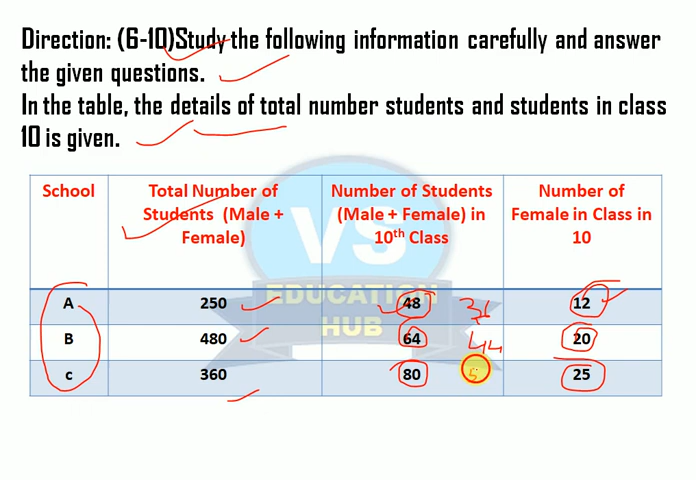 Direction: (6-10)Study the following information carefully and answer
the given questions.
In the table, the details of total number students and students in class
10 is given.
School
Total Number of
Students (Male +
Female)
Number of Students
(Male + Female) in
10th Class
Number of
Female in Class in
10
VS
EDUCATION
HUB
A 250 48 36 12
B 480 64 44 20
c 360 80 5 25